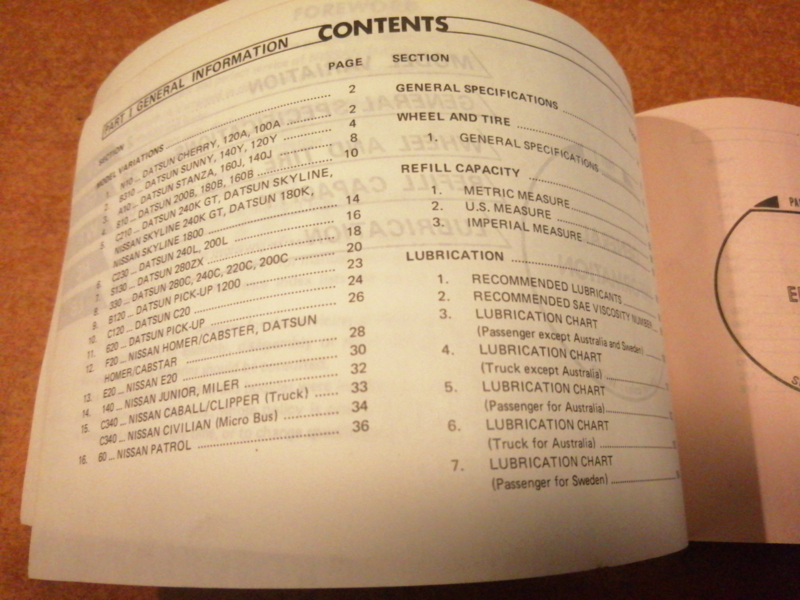 CONTENTS
PART I GENERAL INFORMATION
SECTION PAGE
MODEL VARIATIONS 2
1. N10 ... DATSUN CHERRY, 120A, 100A 2
2. B310 ... DATSUN SUNNY, 140Y, 120Y 4
3. A10 ... DATSUN STANZA, 160J, 140J 8
4. 810 ... DATSUN 200B, 180B, 160B 10
5. C210 ... DATSUN 240K GT, DATSUN SKYLINE,
NISSAN SKYLINE 240K GT, DATSUN 180K,
NISSAN SKYLINE 1800 14
6. C230 ... DATSUN 240L, 200L 16
7. S130 ... DATSUN 280ZX 18
8. 330 ... DATSUN 280C, 240C, 220C, 200C 20
9. B120 ... DATSUN PICK-UP 1200 23
10. C120 ... DATSUN C20 24
11. 620 ... DATSUN PICK-UP 26
12. F20 ... NISSAN HOMER/CABSTER, DATSUN
HOMER/CABSTAR 28
13. E20 ... NISSAN E20 30
14. 140 ... NISSAN JUNIOR, MILER 32
15. C340 ... NISSAN CABALL/CLIPPER (Truck) 33
C340 ... NISSAN CIVILIAN (Micro Bus) 34
16. 60 ... NISSAN PATROL 36
SECTION
GENERAL SPECIFICATIONS
WHEEL AND TIRE
1. GENERAL SPECIFICATIONS
REFILL CAPACITY
1. METRIC MEASURE
2. U.S. MEASURE
3. IMPERIAL MEASURE
LUBRICATION
1. RECOMMENDED LUBRICANTS
2. RECOMMENDED SAE VISCOSITY NUMBER
3. LUBRICATION CHART
(Passenger except Australia and Sweden)
4. LUBRICATION CHART
(Truck except Australia)
5. LUBRICATION CHART
(Passenger for Australia)
6. LUBRICATION CHART
(Truck for Australia)
7. LUBRICATION CHART
(Passenger for Sweden)